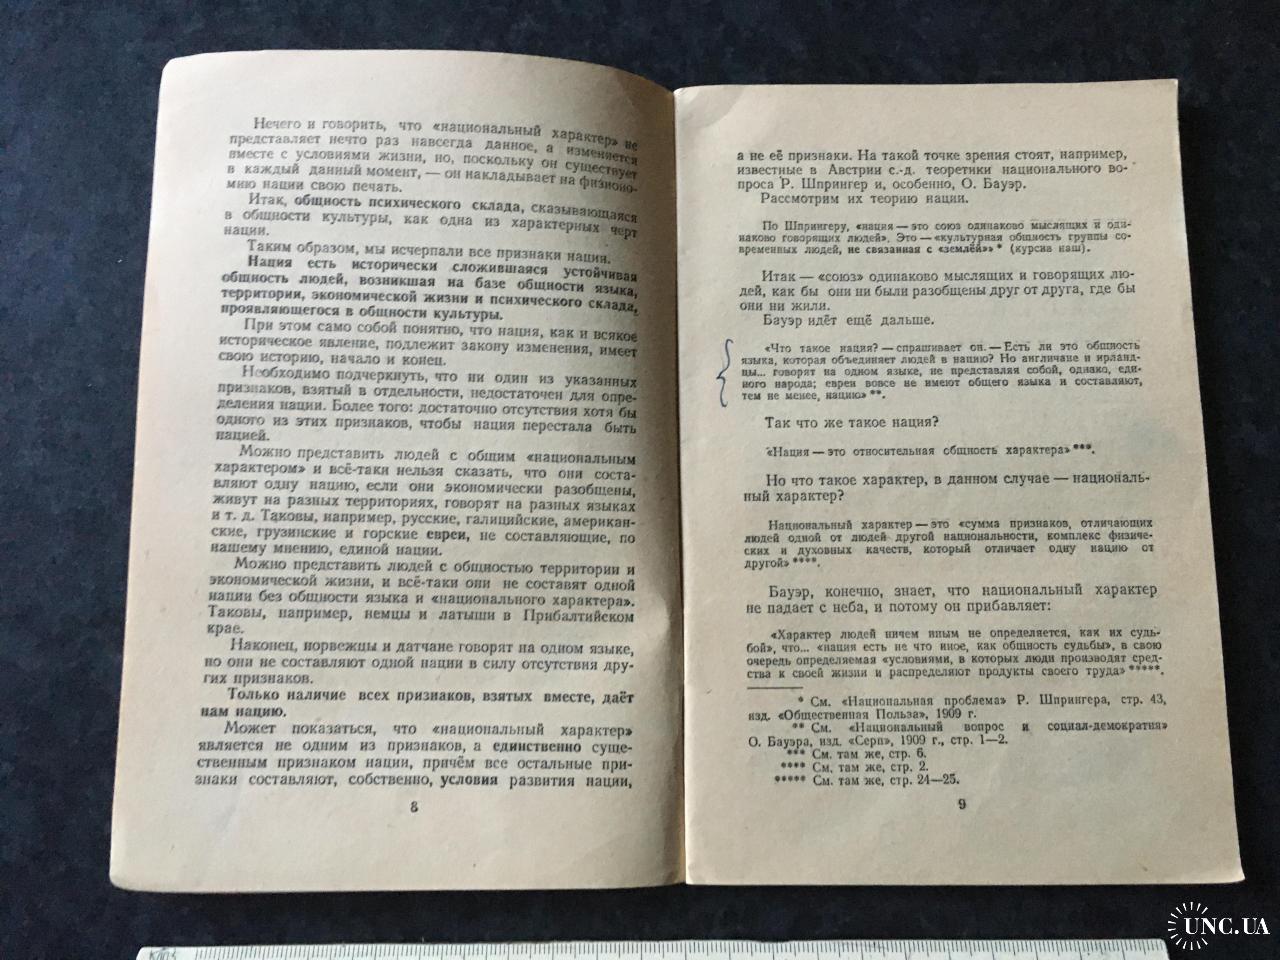 Нечего и говорить, что «национальный характер» не
представляет нечто раз навсегда данное, а изменяется
вместе с условиями жизни, но, поскольку он существует
в каждый данный момент, — он накладывает на физионо-
мию нации свою печать.
Итак, общность психического склада, сказывающаяся
в общности культуры, как одна из характерных черт
нации.
Таким образом, мы исчерпали все признаки нации.
Нация есть исторически сложившаяся устойчивая
общность людей, возникшая на базе общности языка,
территории, экономической жизни и психического склада,
проявляющегося в общности культуры.
При этом само собой понятно, что нация, как и всякое
историческое явление, подлежит закону изменения, имеет
свою историю, начало и конец.
Необходимо подчеркнуть, что ни один из указанных
признаков, взятый в отдельности, недостаточен для опре-
деления нации. Более того: достаточно отсутствия хотя бы
одного из этих признаков, чтобы нация перестала быть
нацией.
Можно представить людей с общим «национальным
характером» и всё-таки нельзя сказать, что они соста-
вляют одну нацию, если они экономически разобщены,
живут на разных территориях, говорят на разных языках
и т. д. Таковы, например, русские, галицийские, американ-
ские, грузинские и горские евреи, не составляющие, по
нашему мнению, единой нации.
Можно представить людей с общностью территории и
экономической жизни, и всё-таки они не составят одной
нации без общности языка и «национального характера».
Таковы, например, немцы и латыши в Прибалтийском
крае.
Наконец, норвежцы и датчане говорят на одном языке,
но они не составляют одной нации в силу отсутствия дру-
гих признаков.
Только наличие всех признаков, взятых вместе, даёт
нам нацию.
Может показаться, что «национальный характер»
является не одним из признаков, а единственно суще-
ственным признаком нации, причём все остальные при-
знаки составляют, собственно, условия развития нации,
8
а не её признаки. На такой точке зрения стоят, например,
известные в Австрии с.-д. теоретики национального во-
проса Р. Шпрингер и, особенно, О. Бауэр.
Рассмотрим их теорию нации.
По Шпрингеру, «нация — это союз одинаково мыслящих и оди-
наково говорящих людей». Это — «культурная общность группы со-
временных людей, не связанная с «землёй»» * (курсив наш).
Итак — «союз» одинаково мыслящих и говорящих лю-
дей, как бы они ни были разобщены друг от друга, где бы
они ни жили.
Бауэр идёт ещё дальше.
«Что такое нация? — спрашивает он. — Есть ли это общность
языка, которая объединяет людей в нацию? Но англичане и ирланд-
цы... говорят на одном языке, не представляя собой, однако, еди-
ного народа; евреи вовсе не имеют общего языка и составляют,
тем не менее, нацию» **.
Так что же такое нация?
«Нация — это относительная общность характера» ***.
Но что такое характер, в данном случае — националь-
ный характер?
Национальный характер — это «сумма признаков, отличающих
людей одной от людей другой национальности, комплекс физиче-
ских и духовных качеств, который отличает одну нацию от
другой» ****.
Бауэр, конечно, знает, что национальный характер
не падает с неба, и потому он прибавляет:
«Характер людей ничем иным не определяется, как их судь-
бой», что... «нация есть не что иное, как общность судьбы», в свою
очередь определяемая «условиями, в которых люди производят сред-
ства к своей жизни и распределяют продукты своего труда» *****.
* См. «Национальная проблема» Р. Шпрингера, стр. 43,
изд. «Общественная Польза», 1909 г.
** См. «Национальный вопрос и социал-демократия»
О. Бауэра, изд. «Серп», 1909 г., стр. 1—2.
*** См. там же, стр. 6.
**** См. там же, стр. 2.
***** См. там же, стр. 24—25.
9
UNC.UA